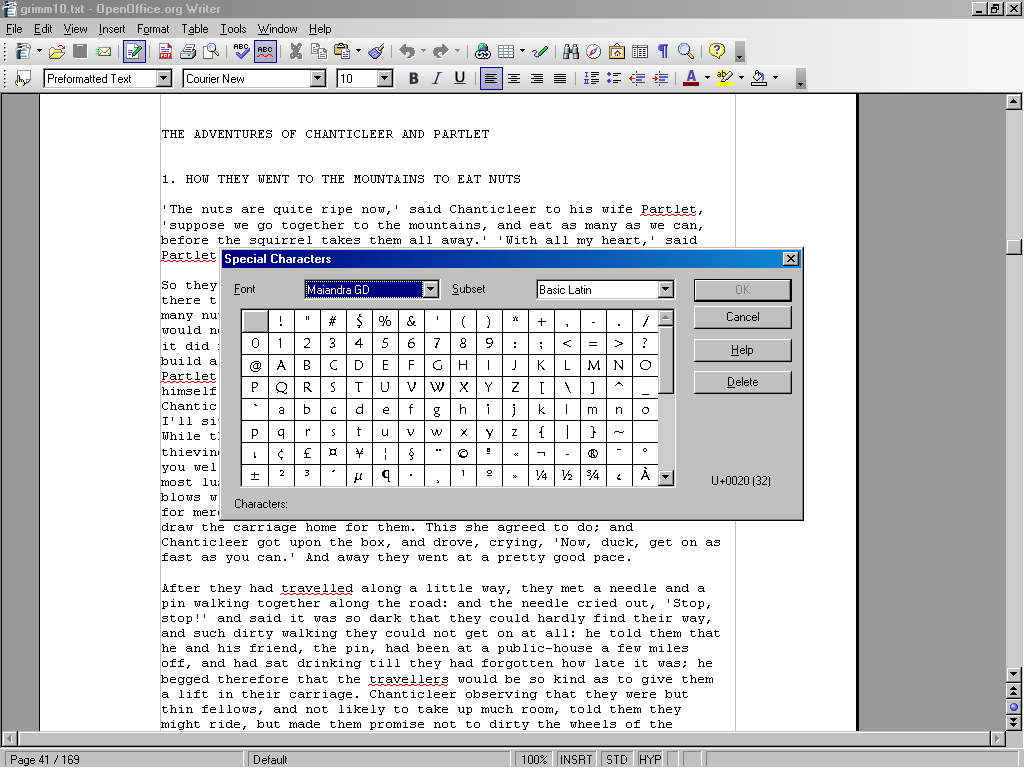 grimm10.txt - OpenOffice.org Writer
File Edit View Insert Format Table Tools Window Help
Preformatted Text Courier New 10 B I U
THE ADVENTURES OF CHANTICLEER AND PARTLET
1. HOW THEY WENT TO THE MOUNTAINS TO EAT NUTS
'The nuts are quite ripe now,' said Chanticleer to his wife Partlet,
'suppose we go together to the mountains, and eat as many as we can,
before the squirrel takes them all away.' 'With all my heart,' said
Partlet
Special Characters
Font Maiandra GD Subset Basic Latin OK
Cancel
Help
Delete
! " # $ % & ' ( ) * + , - . /
0 1 2 3 4 5 6 7 8 9 : ; < = > ?
@ A B C D E F G H I J K L M N O
P Q R S T U V W X Y Z [ \ ] ^ _
` a b c d e f g h i j k l m n o
p q r s t u v w x y z { | } ~
¡ ¢ £ ¤ ¥ ¦ § ¨ © ª « ¬ - ® ¯ °
± ² ³ ´ µ ¶ · ¸ ¹ º » ¼ ½ ¾ ¿ À
U+0020 (32)
Characters:
So they
there t
many nu
would no
it did
build a
Partlet
himself
Chantic
I'll si
While t
thievin
you wel
most lu
blows w
for mer
draw the carriage home for them. This she agreed to do; and
Chanticleer got upon the box, and drove, crying, 'Now, duck, get on as
fast as you can.' And away they went at a pretty good pace.
After they had travelled along a little way, they met a needle and a
pin walking together along the road: and the needle cried out, 'Stop,
stop!' and said it was so dark that they could hardly find their way,
and such dirty walking they could not get on at all: he told them that
he and his friend, the pin, had been at a public-house a few miles
off, and had sat drinking till they had forgotten how late it was; he
begged therefore that the travellers would be so kind as to give them
a lift in their carriage. Chanticleer observing that they were but
thin fellows, and not likely to take up much room, told them they
might ride, but made them promise not to dirty the wheels of the
Page 41 / 169 Default 100% INSRT STD HYP